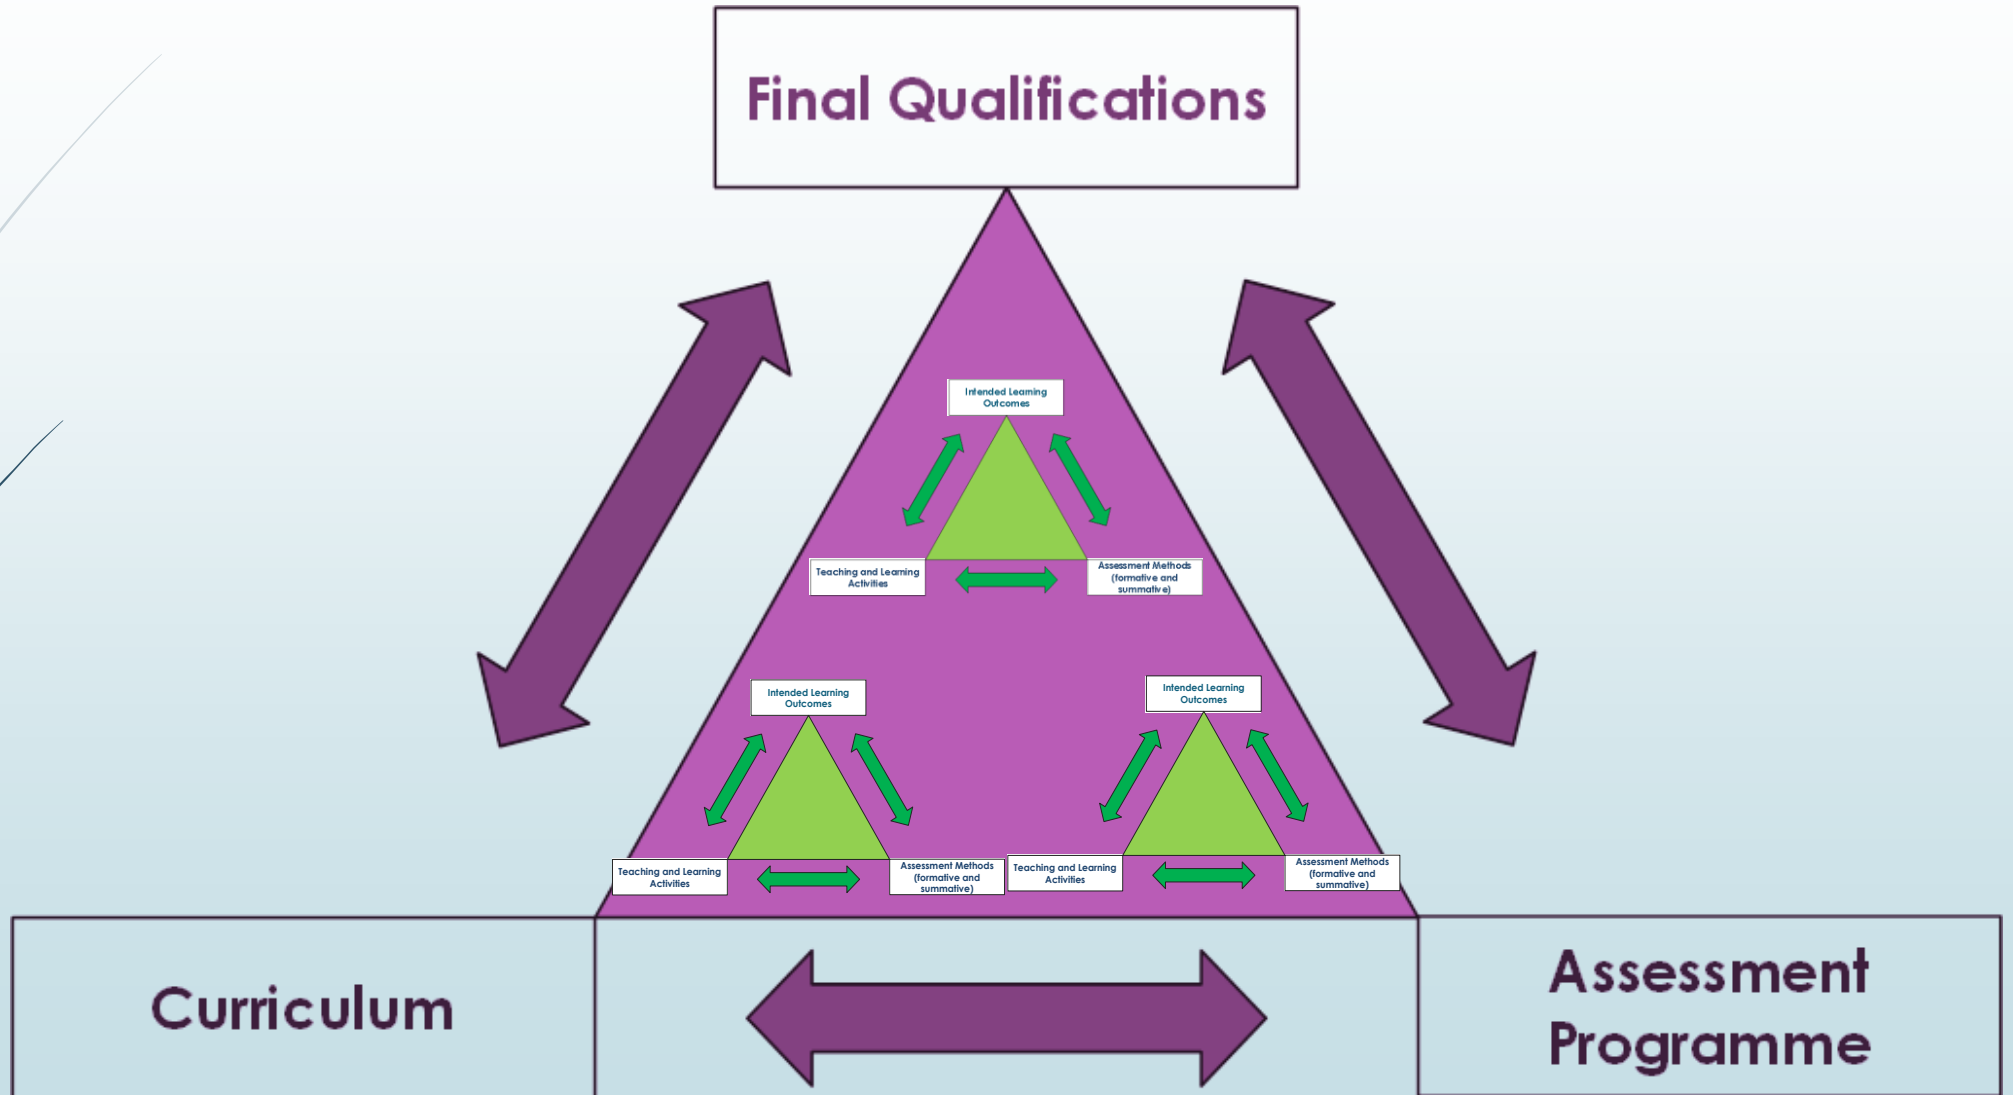 Final Qualifications
Intended Learning
Outcomes
Teaching and Learning
Activities
Assessment Methods
(formative and
summative)
Intended Learning
Outcomes
Teaching and Learning
Activities
Assessment Methods
(formative and
summative)
Intended Learning
Outcomes
Teaching and Learning
Activities
Assessment Methods
(formative and
summative)
Curriculum
Assessment
Programme